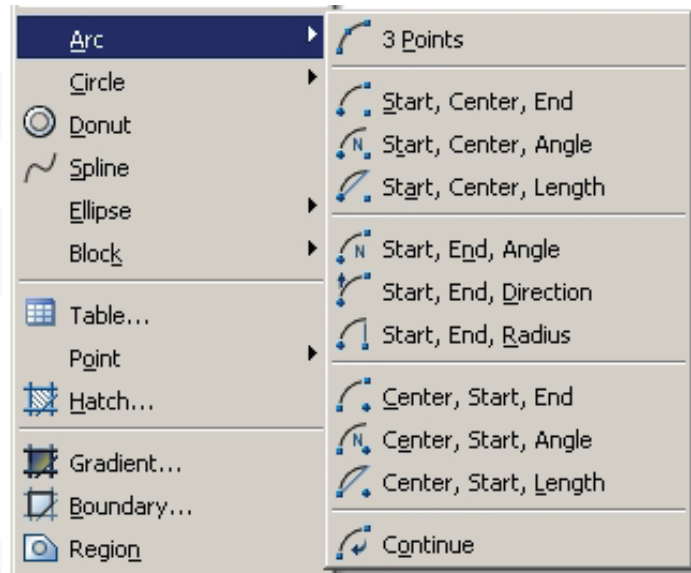 Arc
Circle
Donut
Spline
Ellipse
Block
Table...
Point
Hatch...
Gradient...
Boundary...
Region
3 Points
Start, Center, End
Start, Center, Angle
Start, Center, Length
Start, End, Angle
Start, End, Direction
Start, End, Radius
Center, Start, End
Center, Start, Angle
Center, Start, Length
Continue